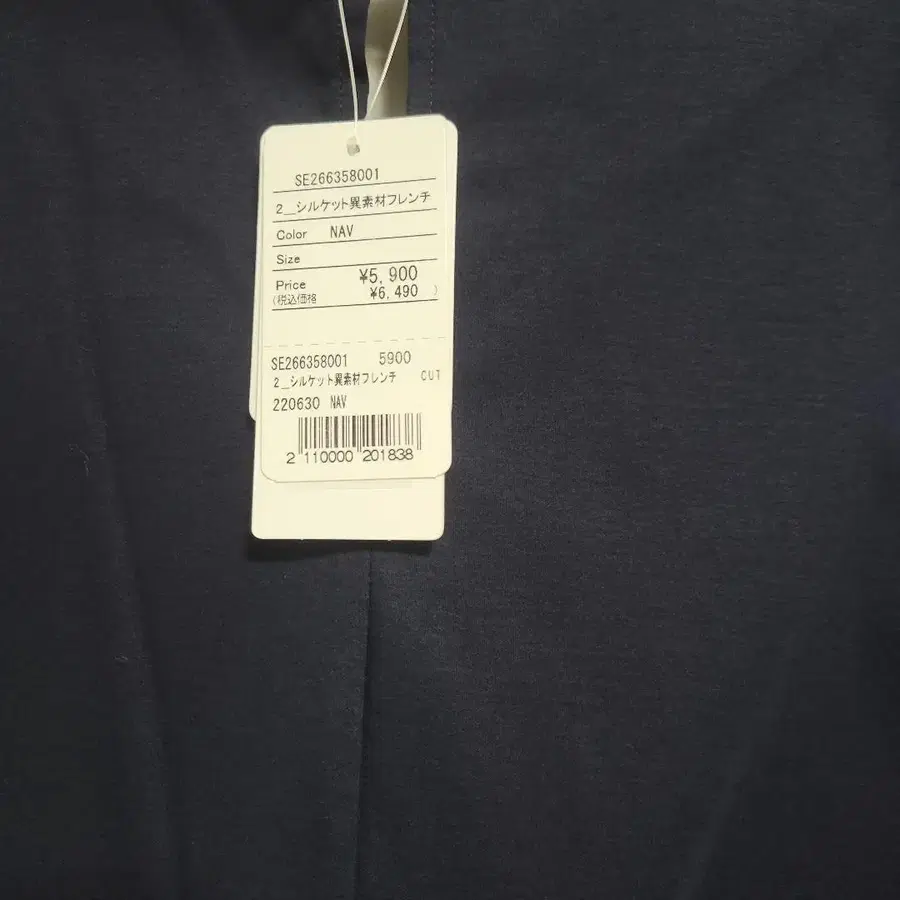 SE266358001
2__シルケット異素材フレンチ
Color NAV
Size
Price ¥5,900
(税込価格 ¥6,490 )
SE266358001 5900
2__シルケット異素材フレンチ CUT
220630 NAV
2 110000 201838